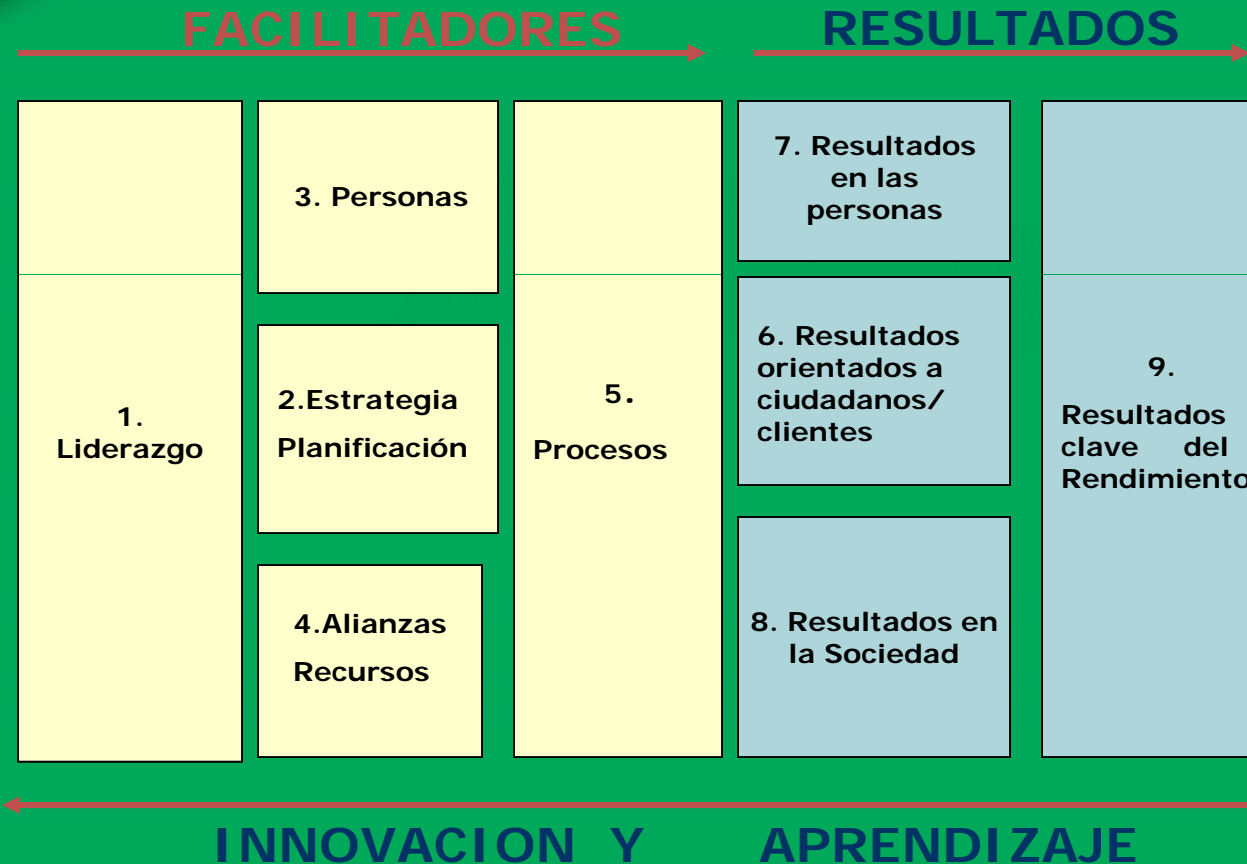 FACILITADORES
RESULTADOS
1.
Liderazgo
3. Personas
2.Estrategia
Planificación
4.Alianzas
Recursos
5.
Procesos
7. Resultados
en las
personas
6. Resultados
orientados a
ciudadanos/
clientes
8. Resultados en
la Sociedad
9.
Resultados
clave del
Rendimiento
INNOVACION Y APRENDIZAJE